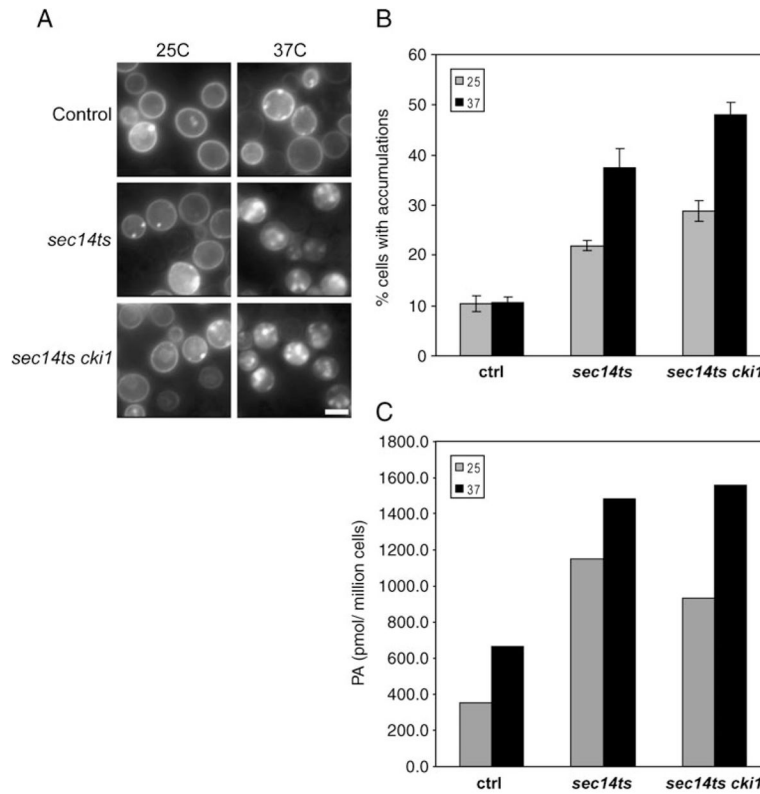 A
25C 37C
Control
sec14ts
sec14ts cki1
B
% cells with accumulations
60
50
40
30
20
10
0
25
37
ctrl sec14ts sec14ts cki1
C
PA (pmol/ million cells)
1800.0
1600.0
1400.0
1200.0
1000.0
800.0
600.0
400.0
200.0
0.0
25
37
ctrl sec14ts sec14ts cki1